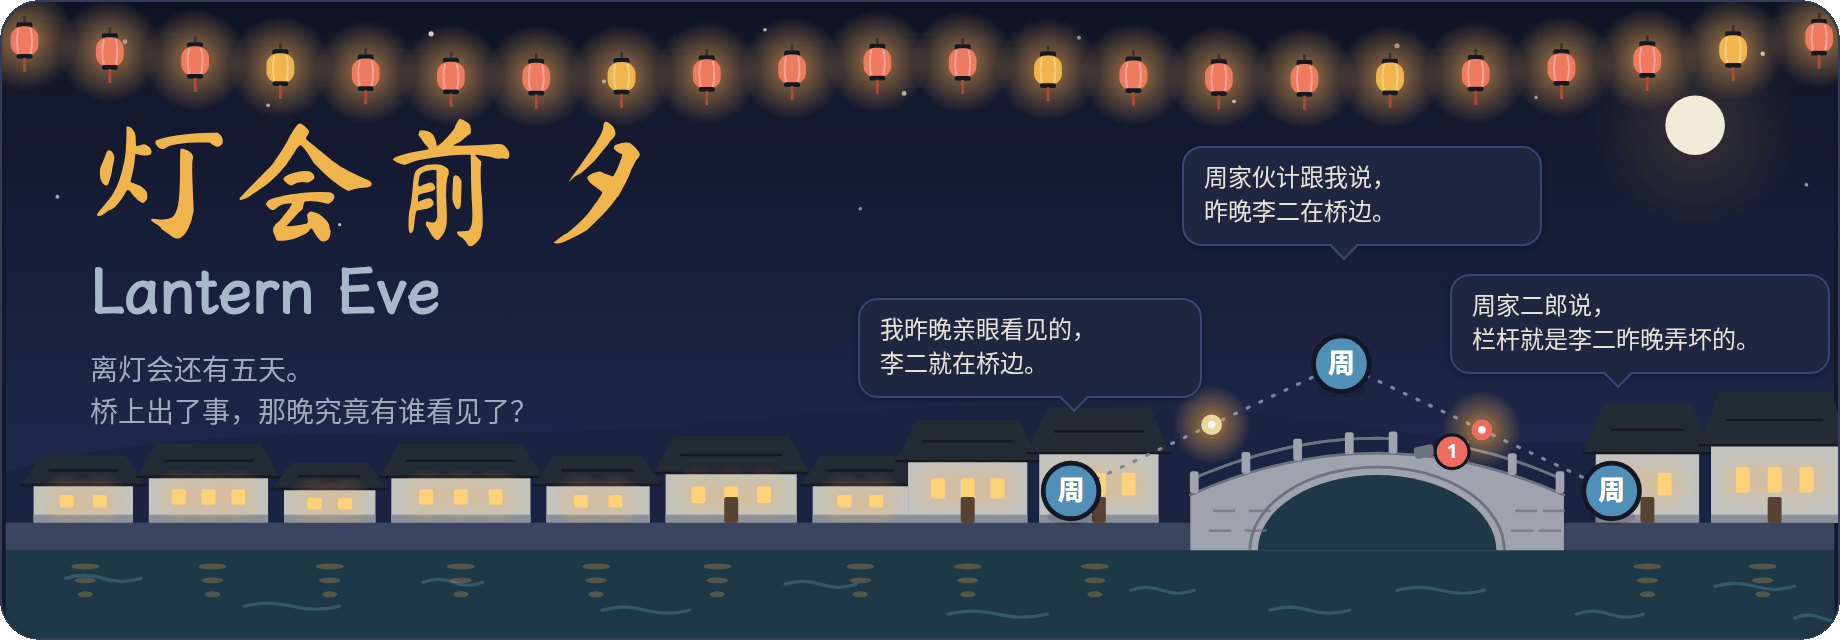 灯会前夕
Lantern Eve
离灯会还有五天。
桥上出了事，那晚究竟有谁看见了？
周家伙计跟我说，
昨晚李二在桥边。
周家二郎说，
栏杆就是李二昨晚弄坏的。
我昨晚亲眼看见的，
李二就在桥边。
周
1
周
周